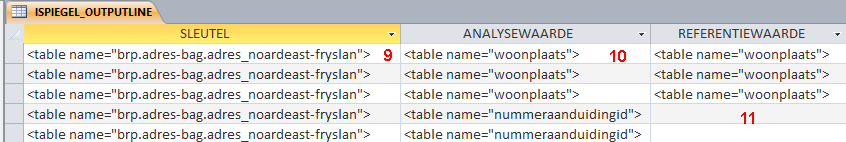 ISPIEGEL_OUTPUTLINE
SLEUTEL ANALYSEWAARDE REFERENTIEWAARDE
<table name="brp.adres-bag.adres_noardeast-fryslan"> 9 <table name="woonplaats"> 10 <table name="woonplaats">
<table name="brp.adres-bag.adres_noardeast-fryslan"> <table name="woonplaats"> <table name="woonplaats">
<table name="brp.adres-bag.adres_noardeast-fryslan"> <table name="woonplaats"> <table name="woonplaats">
<table name="brp.adres-bag.adres_noardeast-fryslan"> <table name="nummeraanduidingid"> 11
<table name="brp.adres-bag.adres_noardeast-fryslan"> <table name="nummeraanduidingid">